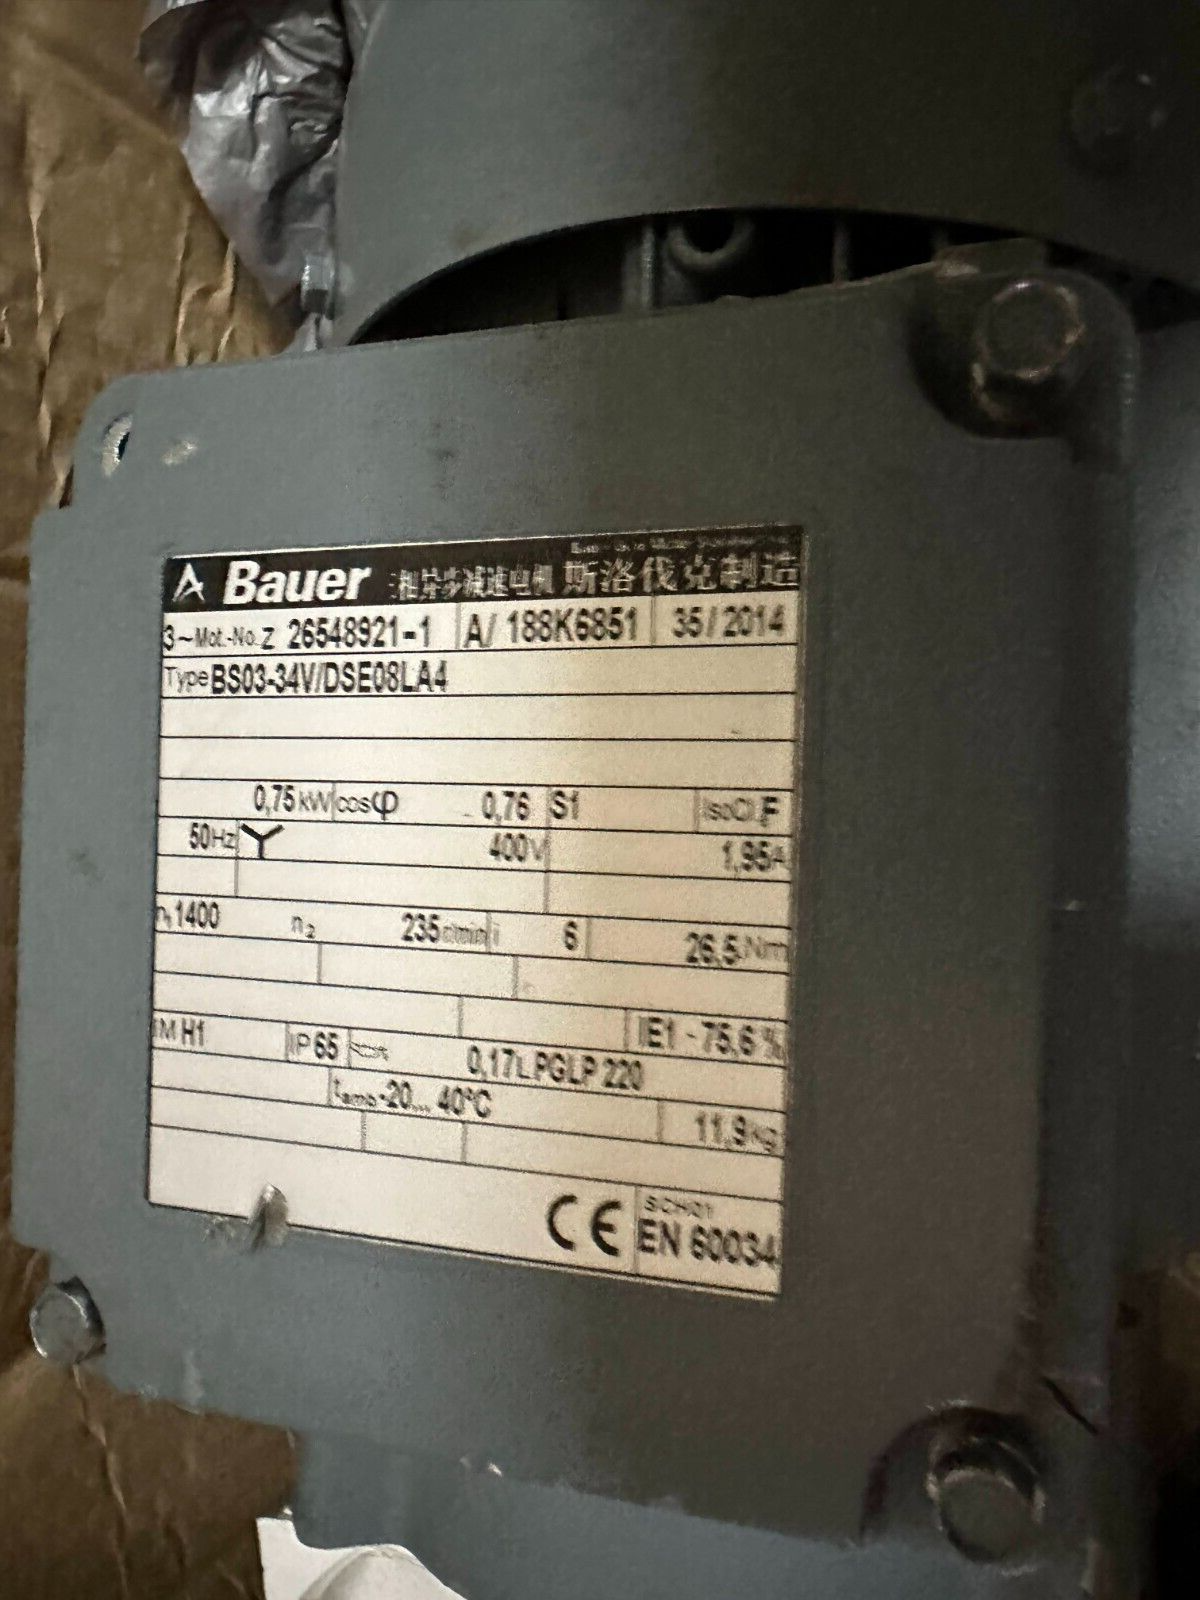 Bauer 三相异步减速电机 斯洛伐克制造
3~Mot.-No. Z 26548921-1 A/ 188K6851 35/2014
Type BS03-34V/DSE08LA4
0,75 kW cosφ 0,76 S1 IsoCl. F
50Hz Y 400V 1,95A
n1 1400 n2 235 r/min i 6 26,5 Nm
IE1 - 75,6 %
IM H1 IP 65 0,17L PGLP 220
tamb -20... 40°C
11,9 kg
CE SCH01
EN 60034